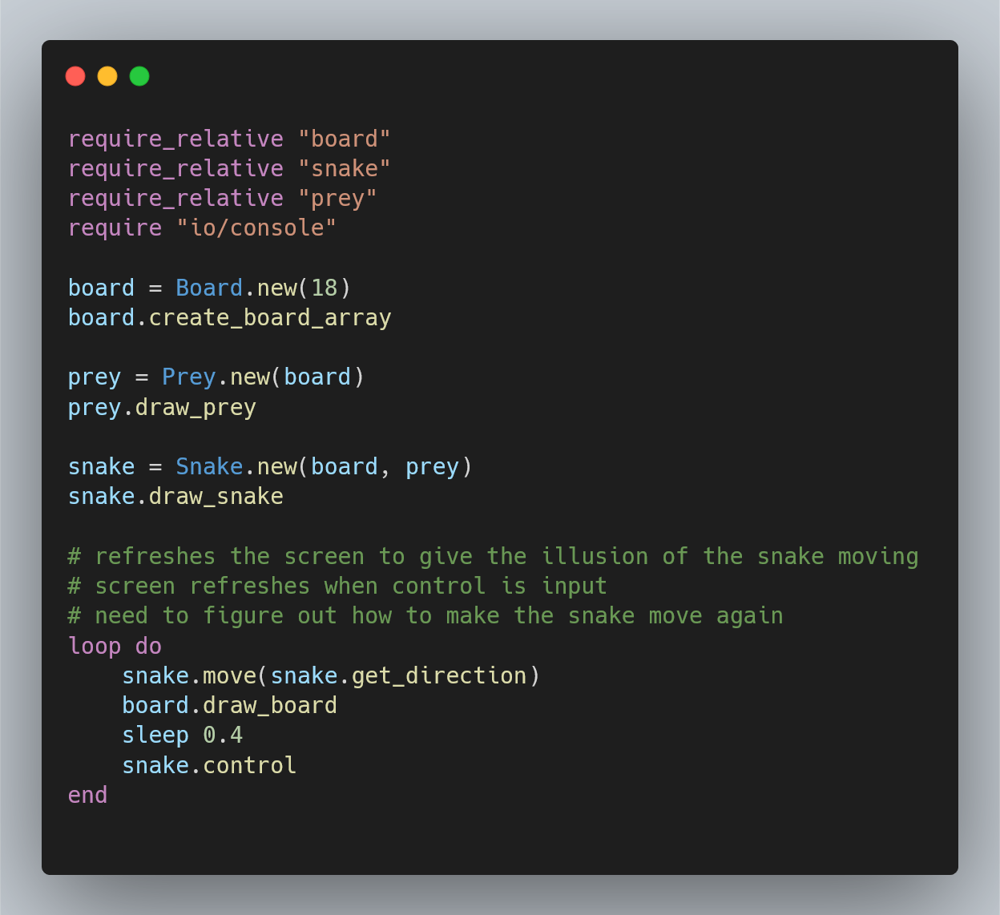 require_relative "board"
require_relative "snake"
require_relative "prey"
require "io/console"

board = Board.new(18)
board.create_board_array

prey = Prey.new(board)
prey.draw_prey

snake = Snake.new(board, prey)
snake.draw_snake

# refreshes the screen to give the illusion of the snake moving
# screen refreshes when control is input
# need to figure out how to make the snake move again
loop do
    snake.move(snake.get_direction)
    board.draw_board
    sleep 0.4
    snake.control
end